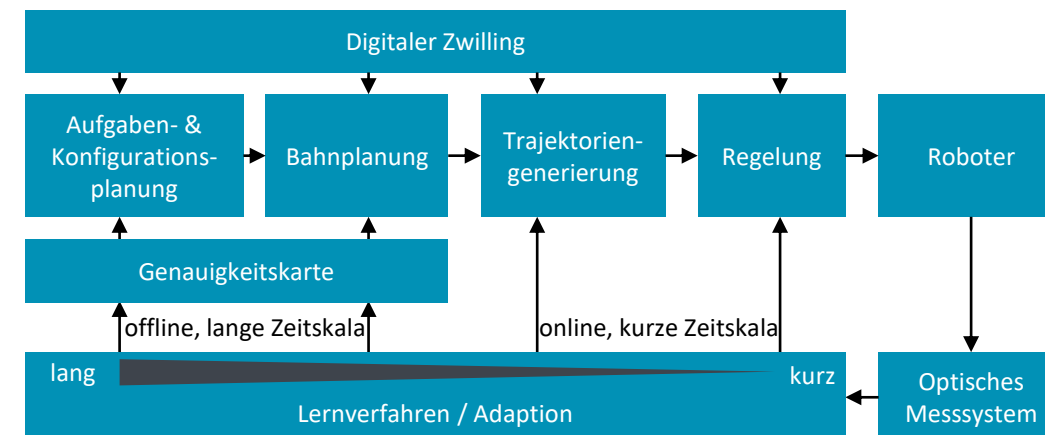 Digitaler Zwilling
Aufgaben- &
Konfigurations-
planung
Bahnplanung
Trajektorien-
generierung
Regelung
Roboter
Genauigkeitskarte
offline, lange Zeitskala
online, kurze Zeitskala
lang
kurz
Lernverfahren / Adaption
Optisches
Messsystem